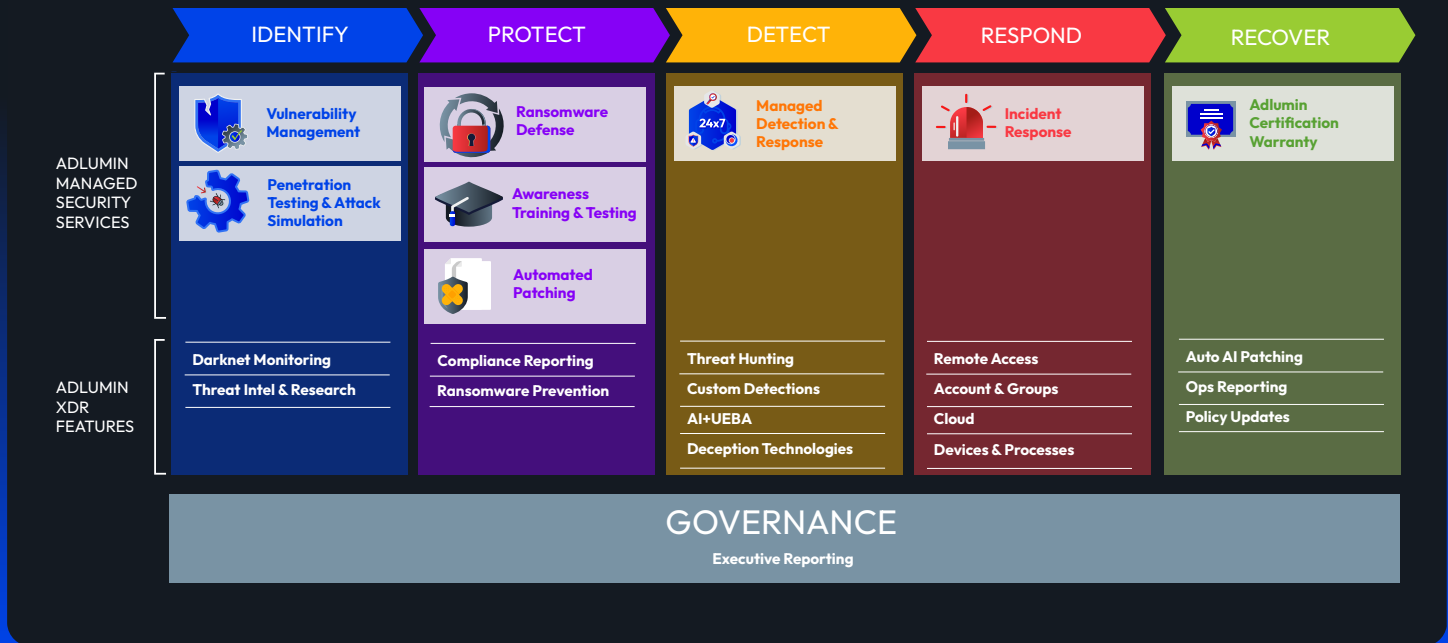 IDENTIFY
PROTECT
DETECT
RESPOND
RECOVER
ADLUMIN
MANAGED
SECURITY
SERVICES
Vulnerability
Management
Penetration
Testing & Attack
Simulation
Ransomware
Defense
Awareness
Training & Testing
Automated
Patching
24x7
Managed
Detection &
Response
Incident
Response
Adlumin
Certification
Warranty
ADLUMIN
XDR
FEATURES
Darknet Monitoring
Threat Intel & Research
Compliance Reporting
Ransomware Prevention
Threat Hunting
Custom Detections
AI+UEBA
Deception Technologies
Remote Access
Account & Groups
Cloud
Devices & Processes
Auto AI Patching
Ops Reporting
Policy Updates
GOVERNANCE
Executive Reporting